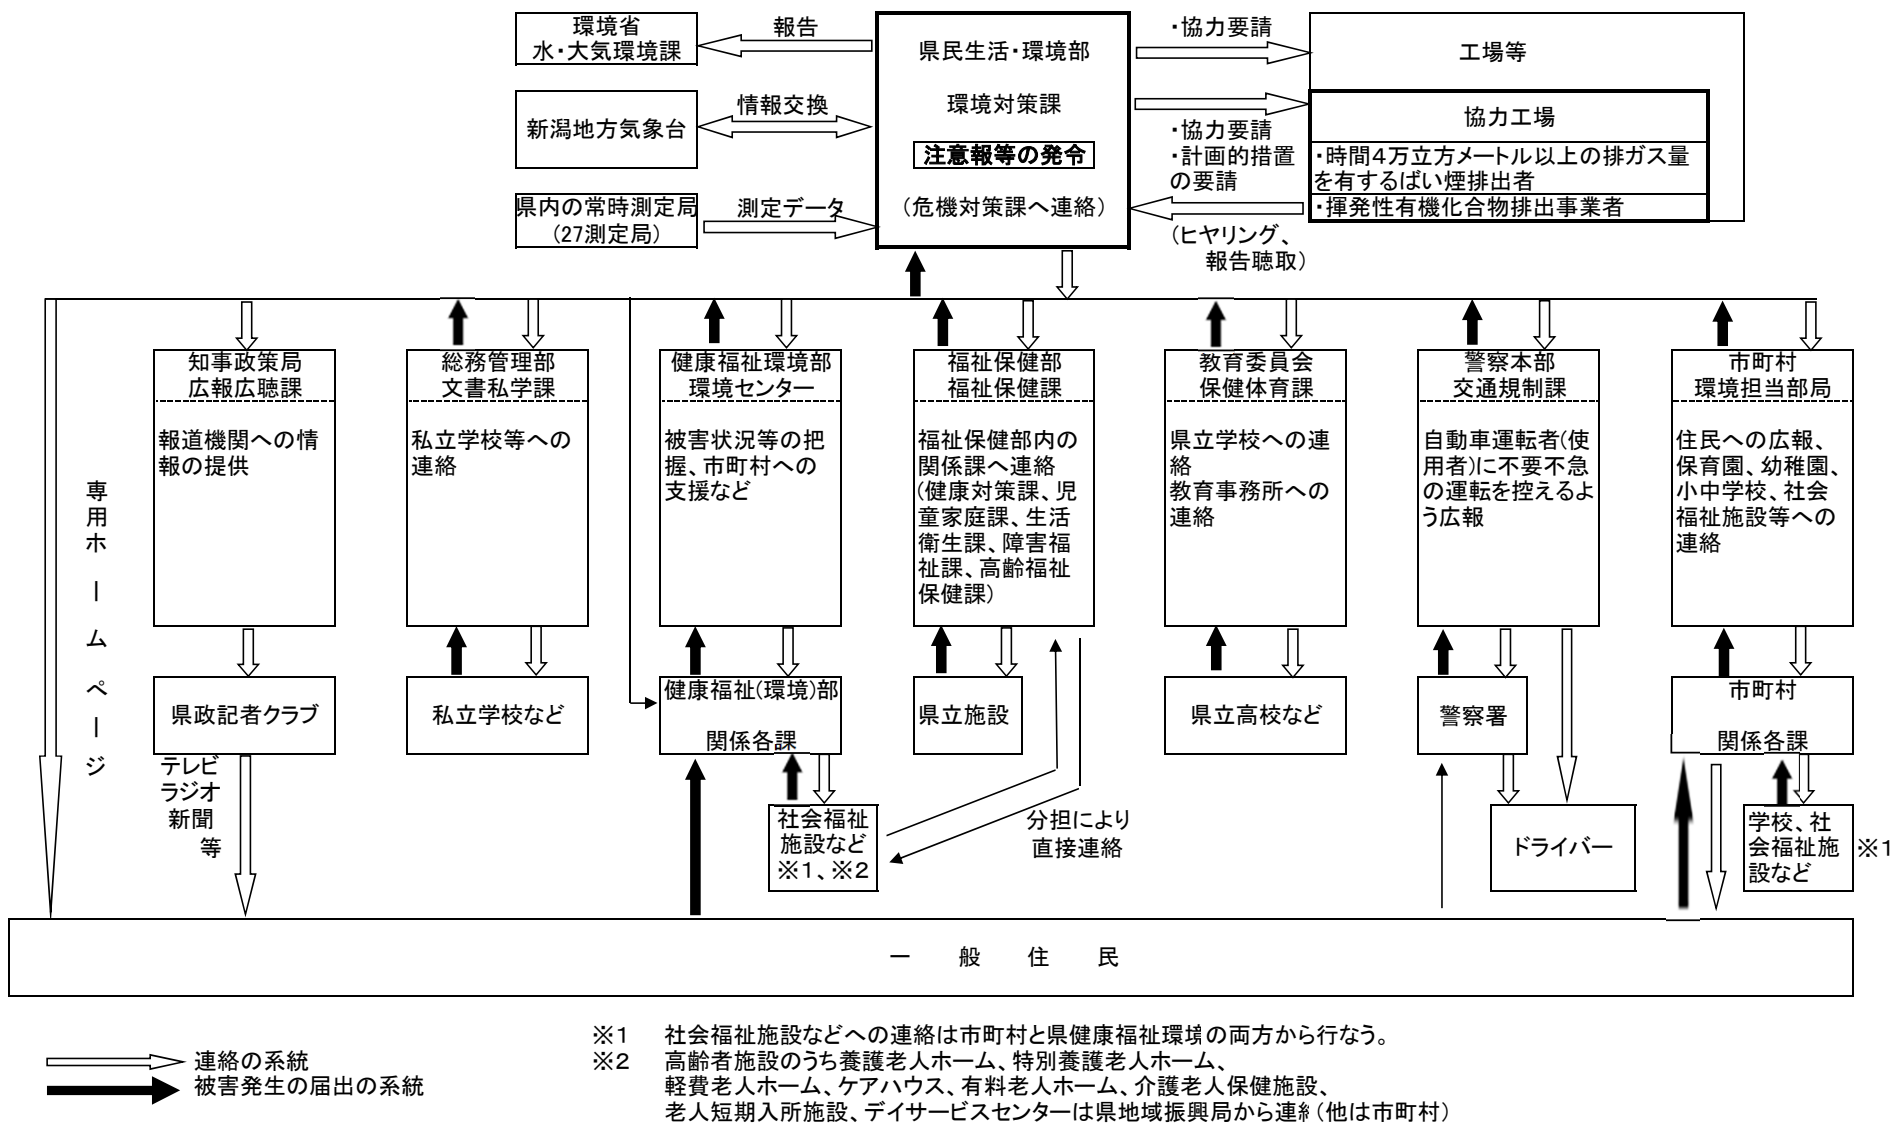 環境省
水・大気環境課
報告
新潟地方気象台
情報交換
県内の常時測定局
(27測定局)
測定データ
県民生活・環境部
環境対策課
注意報等の発令
(危機対策課へ連絡)
・協力要請
・協力要請
・計画的措置
の要請
(ヒヤリング、
報告聴取)
工場等
協力工場
・時間4万立方メートル以上の排ガス量
を有するばい煙排出者
・揮発性有機化合物排出事業者
専用ホームページ
知事政策局
広報広聴課
報道機関への情
報の提供
総務管理部
文書私学課
私立学校等への
連絡
健康福祉環境部
環境センター
被害状況等の把
握、市町村への
支援など
福祉保健部
福祉保健課
福祉保健部内の
関係課へ連絡
(健康対策課、児
童家庭課、生活
衛生課、障害福
祉課、高齢福祉
保健課)
教育委員会
保健体育課
県立学校への連
絡
教育事務所への
連絡
警察本部
交通規制課
自動車運転者(使
用者)に不要不急
の運転を控えるよ
う広報
市町村
環境担当部局
住民への広報、
保育園、幼稚園、
小中学校、社会
福祉施設等への
連絡
県政記者クラブ
私立学校など
健康福祉(環境)部
関係各課
県立施設
県立高校など
警察署
市町村
関係各課
テレビ
ラジオ
新聞
等
社会福祉
施設など
※1、※2
分担により
直接連絡
ドライバー
学校、社
会福祉施
設など
※1
一般住民
連絡の系統
被害発生の届出の系統
※1 社会福祉施設などへの連絡は市町村と県健康福祉環境の両方から行なう。
※2 高齢者施設のうち養護老人ホーム、特別養護老人ホーム、
軽費老人ホーム、ケアハウス、有料老人ホーム、介護老人保健施設、
老人短期入所施設、デイサービスセンターは県地域振興局から連絡(他は市町村)